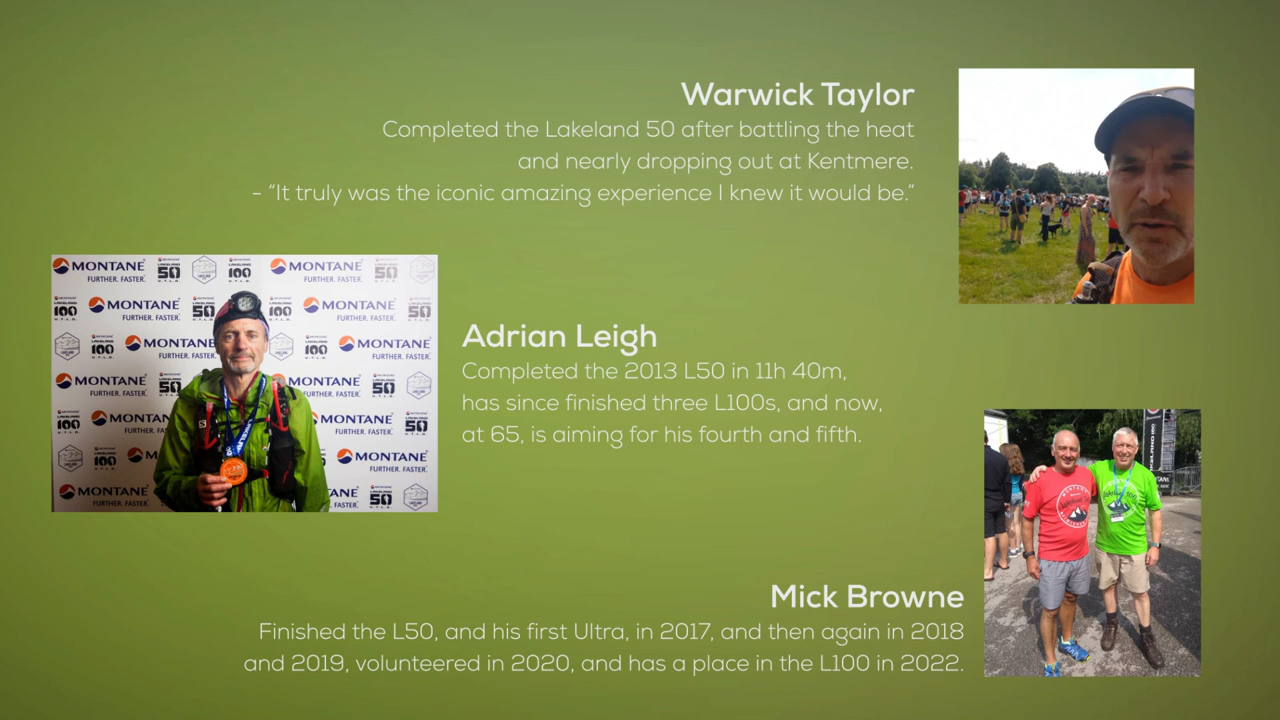 Warwick Taylor
Completed the Lakeland 50 after battling the heat
and nearly dropping out at Kentmere.
- “It truly was the iconic amazing experience I knew it would be.”
MONTANE
FURTHER. FASTER.
LAKELAND
50
LAKELAND
100
Adrian Leigh
Completed the 2013 L50 in 11h 40m,
has since finished three L100s, and now,
at 65, is aiming for his fourth and fifth.
Mick Browne
Finished the L50, and his first Ultra, in 2017, and then again in 2018
and 2019, volunteered in 2020, and has a place in the L100 in 2022.